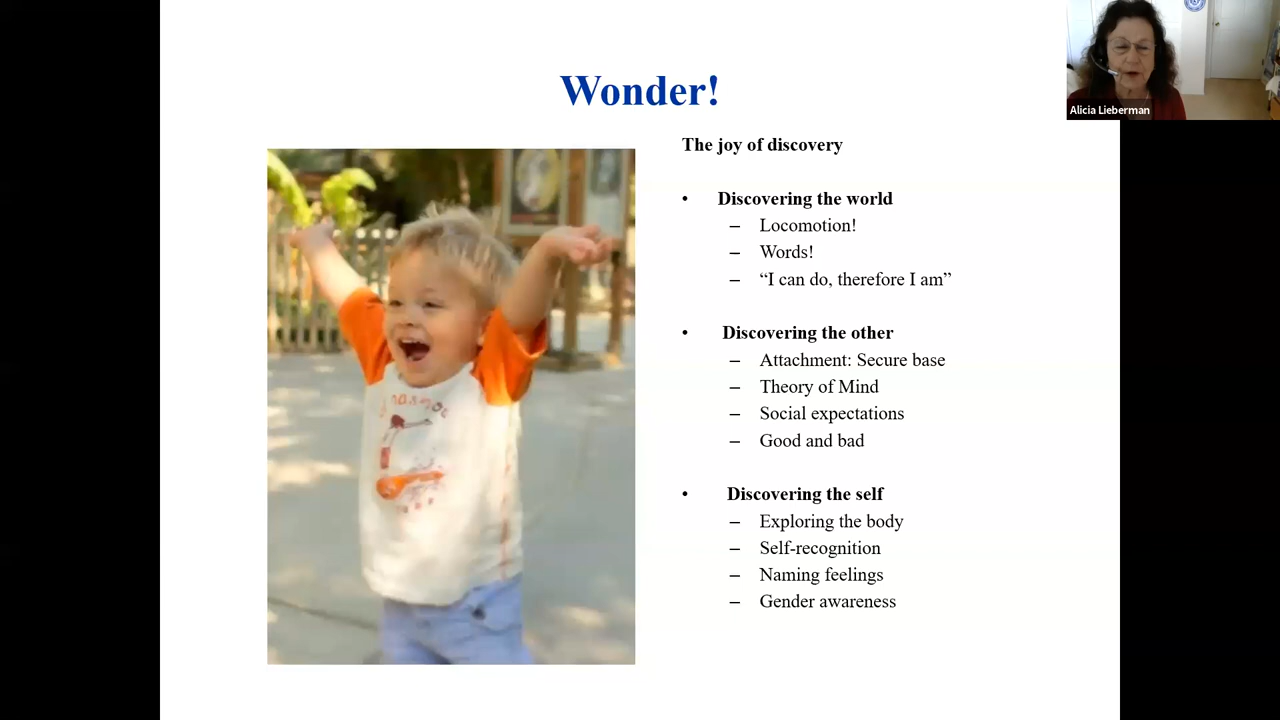 Wonder!
Alicia Lieberman
The joy of discovery
• Discovering the world
– Locomotion!
– Words!
– “I can do, therefore I am”
• Discovering the other
– Attachment: Secure base
– Theory of Mind
– Social expectations
– Good and bad
• Discovering the self
– Exploring the body
– Self-recognition
– Naming feelings
– Gender awareness